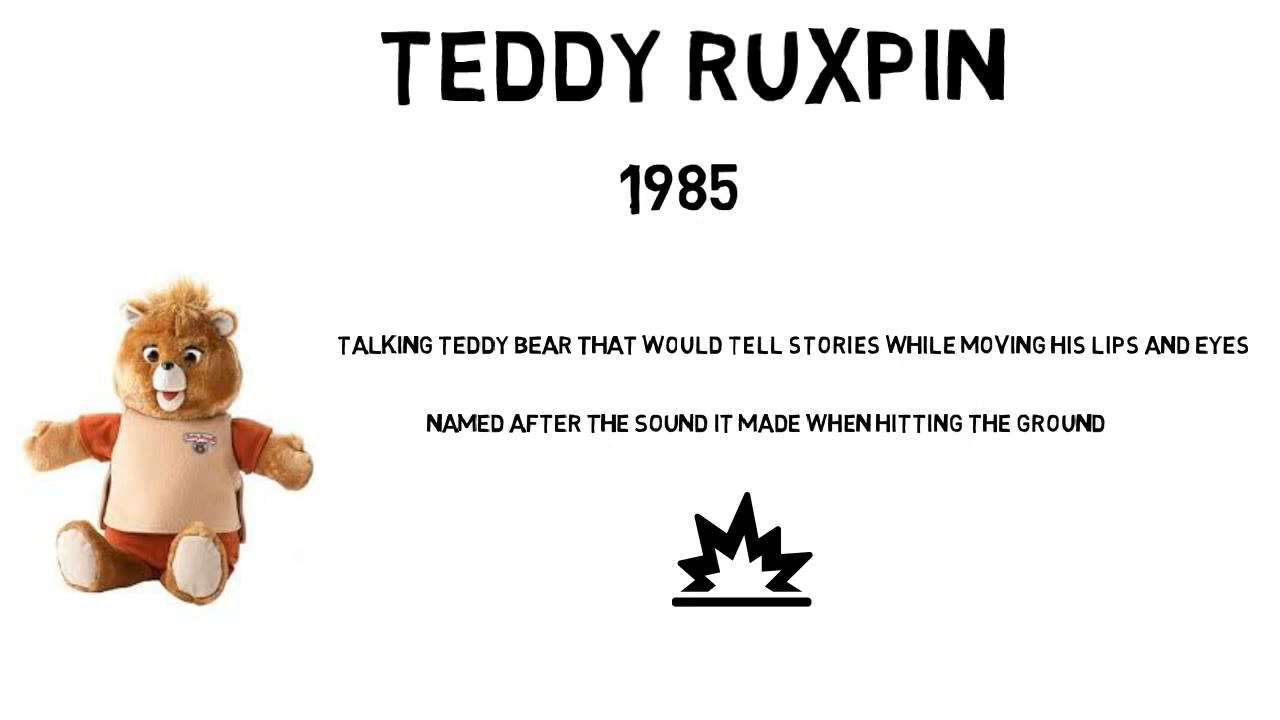 TEDDY RUXPIN
1985
TALKING TEDDY BEAR THAT WOULD TELL STORIES WHILE MOVING HIS LIPS AND EYES
NAMED AFTER THE SOUND IT MADE WHEN HITTING THE GROUND